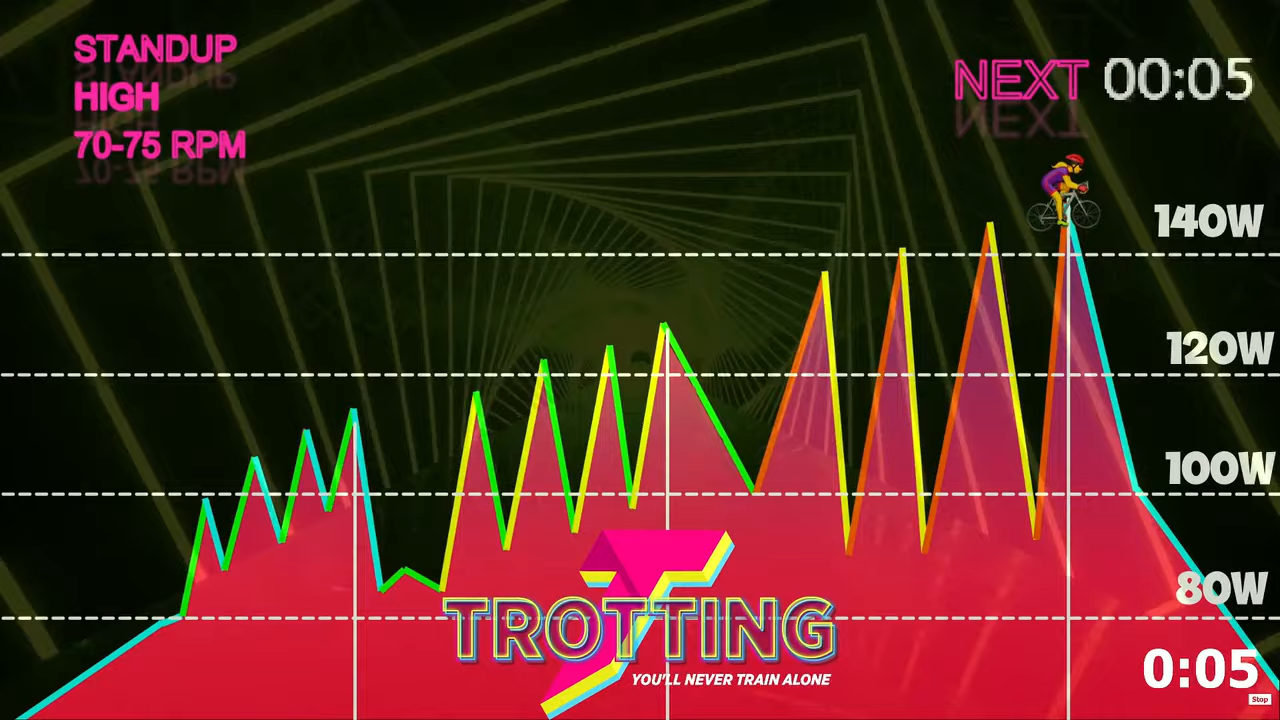 STANDUP
HIGH
70-75 RPM
NEXT 00:05
140W
120W
100W
80W
TROTTING
YOU'LL NEVER TRAIN ALONE
0:05
Stop